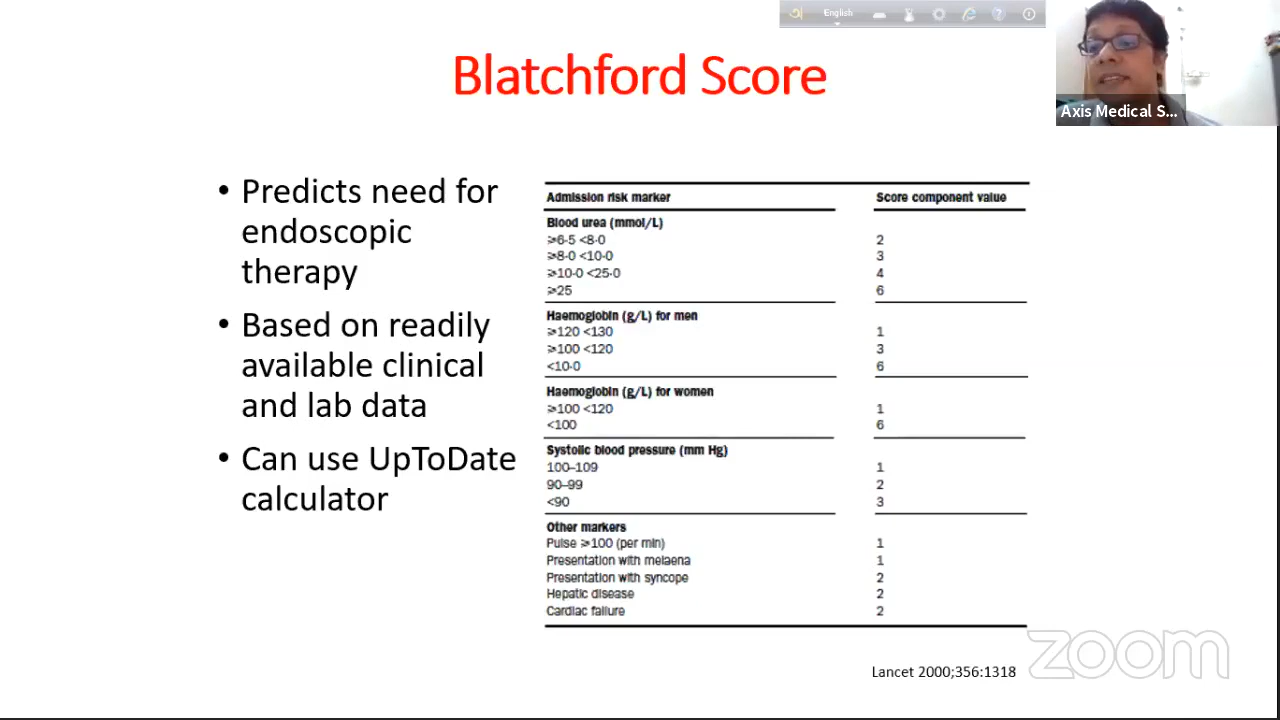 অ English
Blatchford Score
Axis Medical S...
• Predicts need for
endoscopic
therapy
• Based on readily
available clinical
and lab data
• Can use UpToDate
calculator
Admission risk marker Score component value
Blood urea (mmol/L)
≥6·5 <8·0 2
≥8·0 <10·0 3
≥10·0 <25·0 4
≥25 6
Haemoglobin (g/L) for men
≥120 <130 1
≥100 <120 3
<10·0 6
Haemoglobin (g/L) for women
≥100 <120 1
<100 6
Systolic blood pressure (mm Hg)
100–109 1
90–99 2
<90 3
Other markers
Pulse ≥100 (per min) 1
Presentation with melaena 1
Presentation with syncope 2
Hepatic disease 2
Cardiac failure 2
Lancet 2000;356:1318
zoom